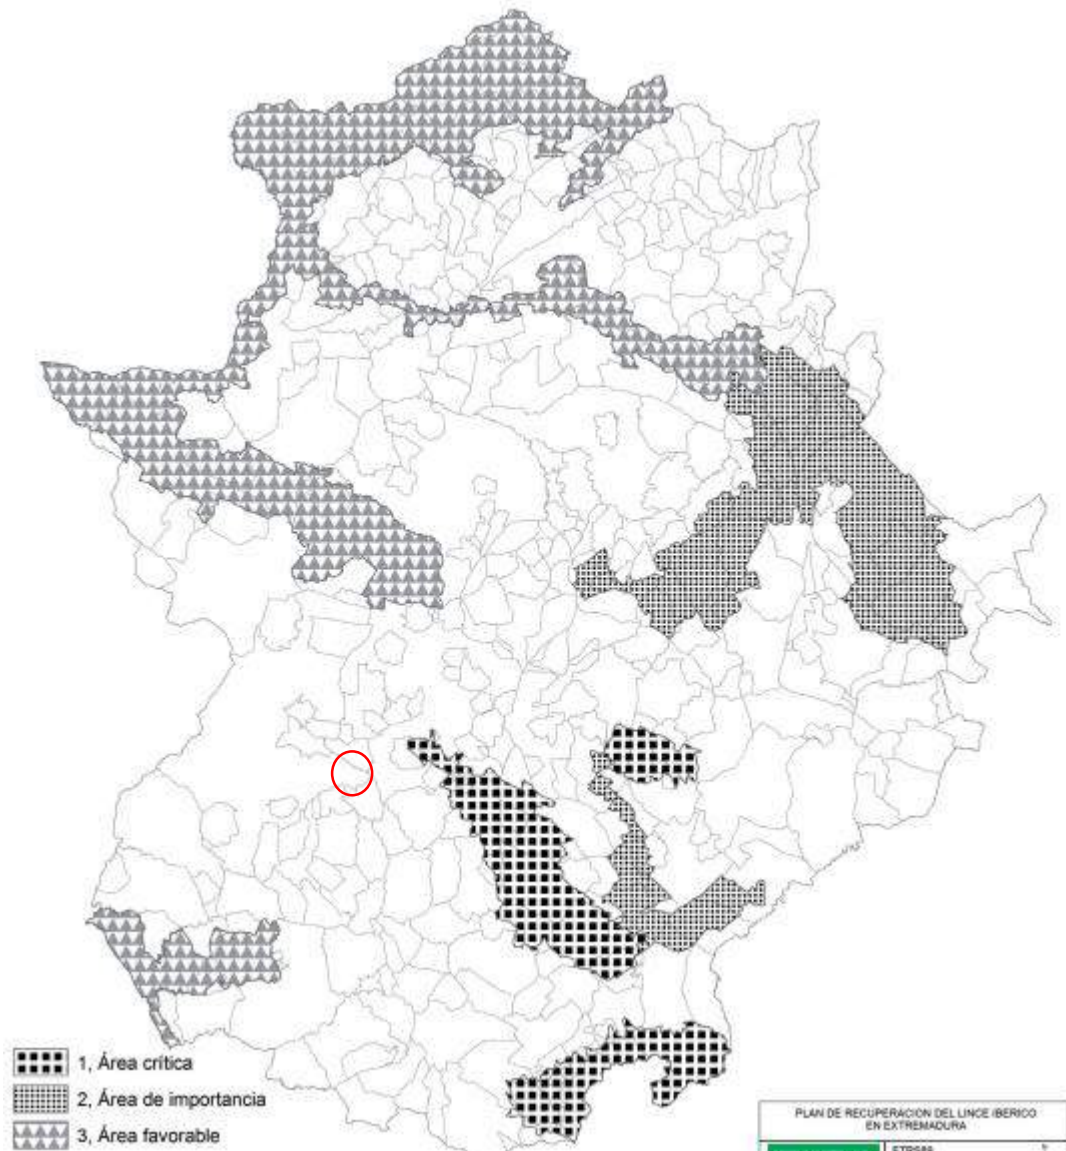 1, Área crítica
2, Área de importancia
3, Área favorable
PLAN DE RECUPERACION DEL LINCE IBERICO
EN EXTREMADURA